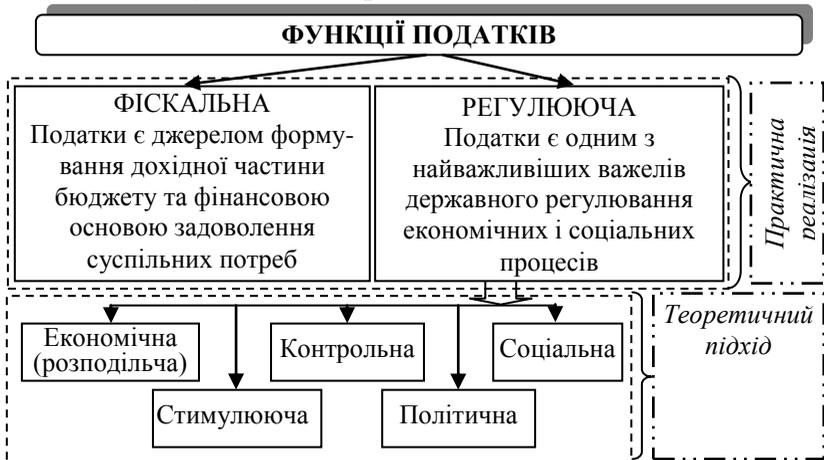 ФУНКЦІЇ ПОДАТКІВ
ФІСКАЛЬНА
Податки є джерелом форму-
вання дохідної частини
бюджету та фінансовою
основою задоволення
суспільних потреб
РЕГУЛЮЮЧА
Податки є одним з
найважливіших важелів
державного регулювання
економічних і соціальних
процесів
Практична
реалізація
Економічна
(розподільча)
Контрольна
Соціальна
Стимулююча
Політична
Теоретичний
підхід